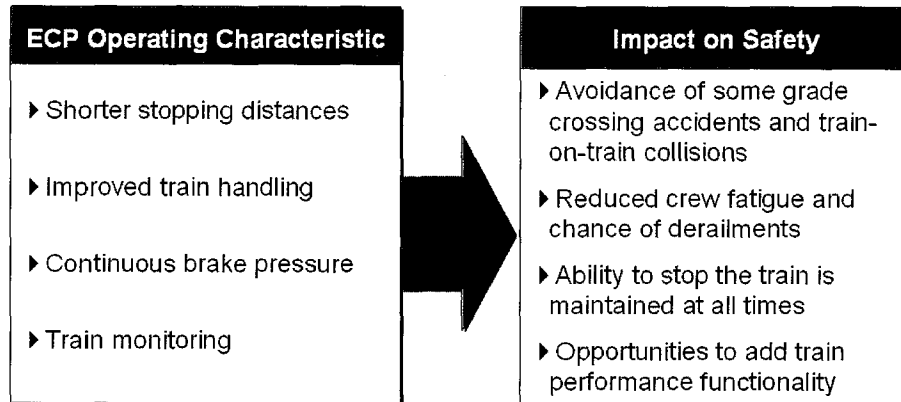 ECP Operating Characteristic
▶ Shorter stopping distances
▶ Improved train handling
▶ Continuous brake pressure
▶ Train monitoring
Impact on Safety
▶ Avoidance of some grade
crossing accidents and train-
on-train collisions
▶ Reduced crew fatigue and
chance of derailments
▶ Ability to stop the train is
maintained at all times
▶ Opportunities to add train
performance functionality